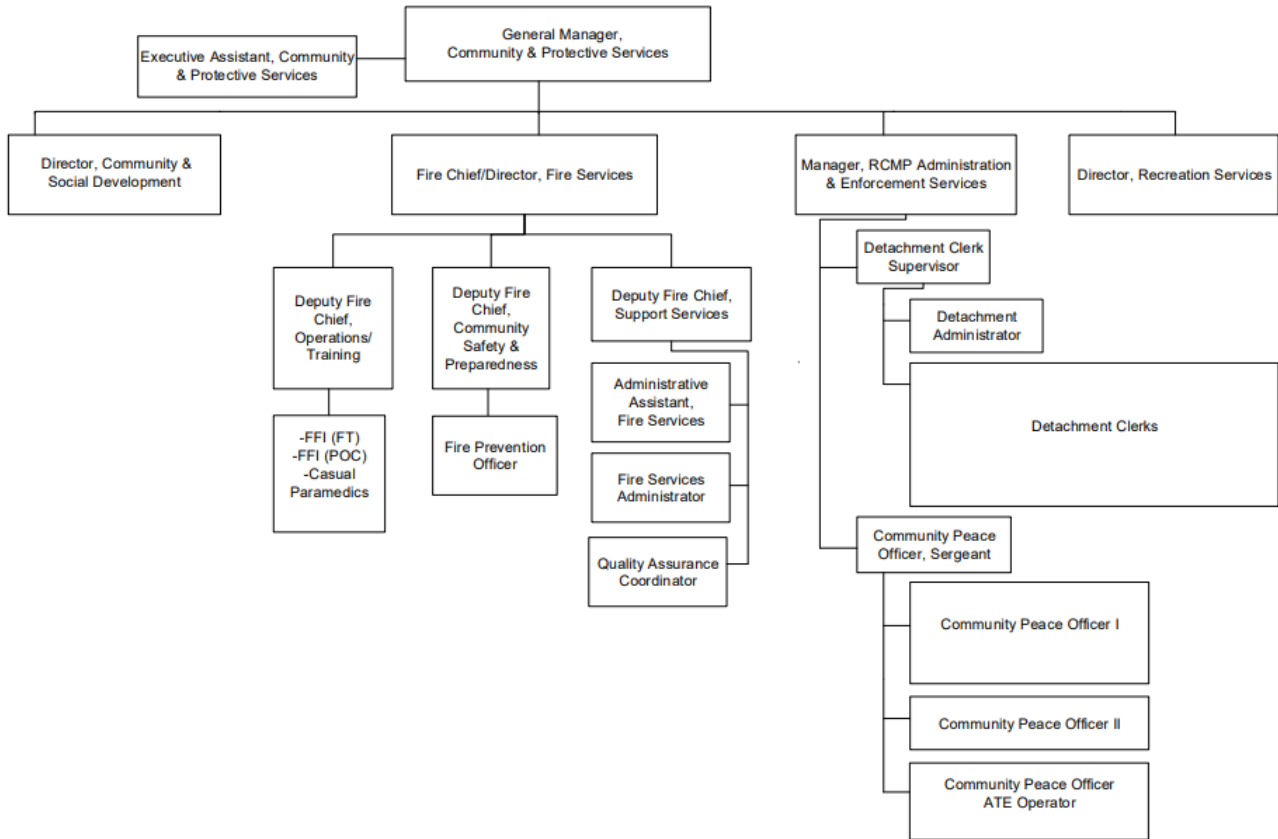 General Manager,
Community & Protective Services
Executive Assistant, Community
& Protective Services
Director, Community &
Social Development
Fire Chief/Director, Fire Services
Manager, RCMP Administration
& Enforcement Services
Director, Recreation Services
Deputy Fire
Chief,
Operations/
Training
Deputy Fire
Chief,
Community
Safety &
Preparedness
Deputy Fire Chief,
Support Services
Detachment Clerk
Supervisor
Detachment
Administrator
Detachment Clerks
-FFI (FT)
-FFI (POC)
-Casual
Paramedics
Fire Prevention
Officer
Administrative
Assistant,
Fire Services
Fire Services
Administrator
Quality Assurance
Coordinator
Community Peace
Officer, Sergeant
Community Peace Officer I
Community Peace Officer II
Community Peace Officer
ATE Operator